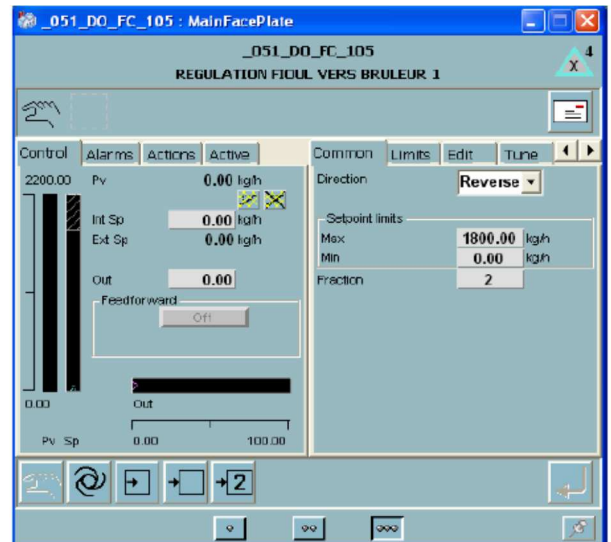 _051_DO_FC_105 : MainFacePlate
_051_DO_FC_105
REGULATION FIOUL VERS BRULEUR 1
4
X
Control Alarms Actions Active
Common Limits Edit Tune
2200.00 Pv 0.00 kg/h
Int Sp 0.00 kg/h
Ext Sp 0.00 kg/h
Out 0.00
Feedforward
Off
0.00 Out
Pv Sp 0.00 100.00
Direction Reverse
Setpoint limits
Max 1800.00 kg/h
Min 0.00 kg/h
Fraction 2
2